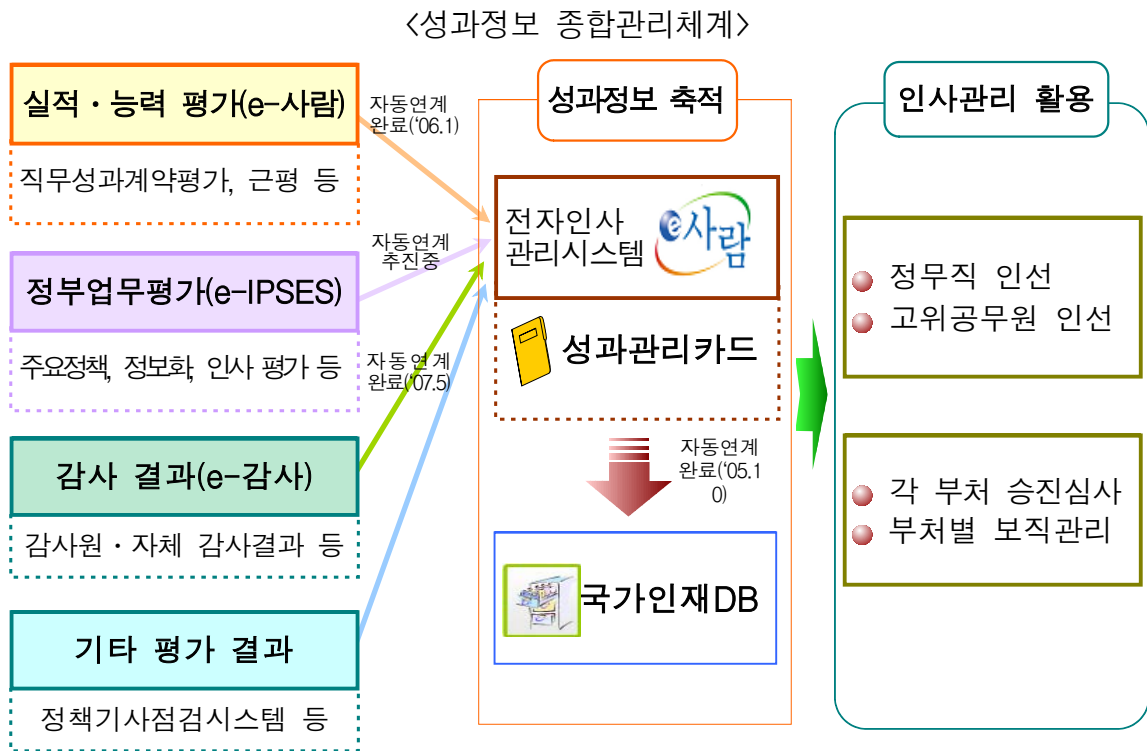 <성과정보 종합관리체계>
실적・능력 평가(e-사람)
직무성과계약평가, 근평 등
정부업무평가(e-IPSES)
주요정책, 정보화, 인사 평가 등
감사 결과(e-감사)
감사원・자체 감사결과 등
기타 평가 결과
정책기사점검시스템 등
자동연계
완료(‘06.1)
자동연계
추진중
자동연계
완료(‘07.5)
성과정보 축적
전자인사
관리시스템
e사람
성과관리카드
자동연계
완료(‘05.1
0)
국가인재DB
인사관리 활용
정무직 인선
고위공무원 인선
각 부처 승진심사
부처별 보직관리